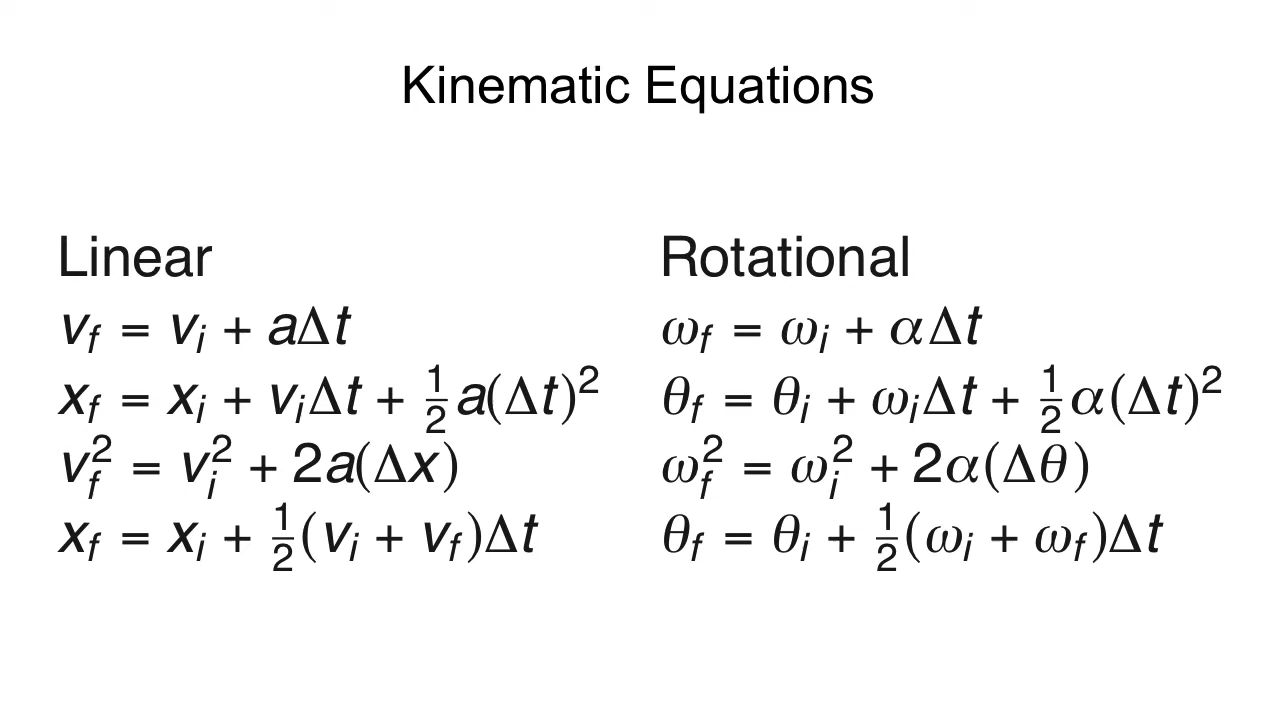 Kinematic Equations
Linear
v_f = v_i + aΔt
x_f = x_i + v_iΔt + ½a(Δt)²
v_f² = v_i² + 2a(Δx)
x_f = x_i + ½(v_i + v_f)Δt
Rotational
ω_f = ω_i + αΔt
θ_f = θ_i + ω_iΔt + ½α(Δt)²
ω_f² = ω_i² + 2α(Δθ)
θ_f = θ_i + ½(ω_i + ω_f)Δt